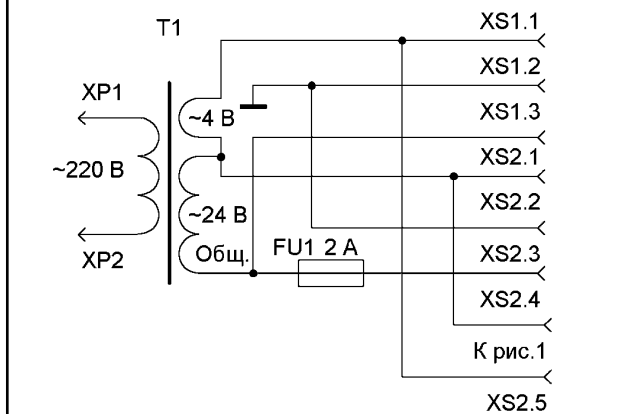 T1
XS1.1
XS1.2
XP1
XS1.3
~4 В
XS2.1
~220 В
XS2.2
~24 В
Общ.
FU1 2 А
XS2.3
XP2
XS2.4
К рис.1
XS2.5